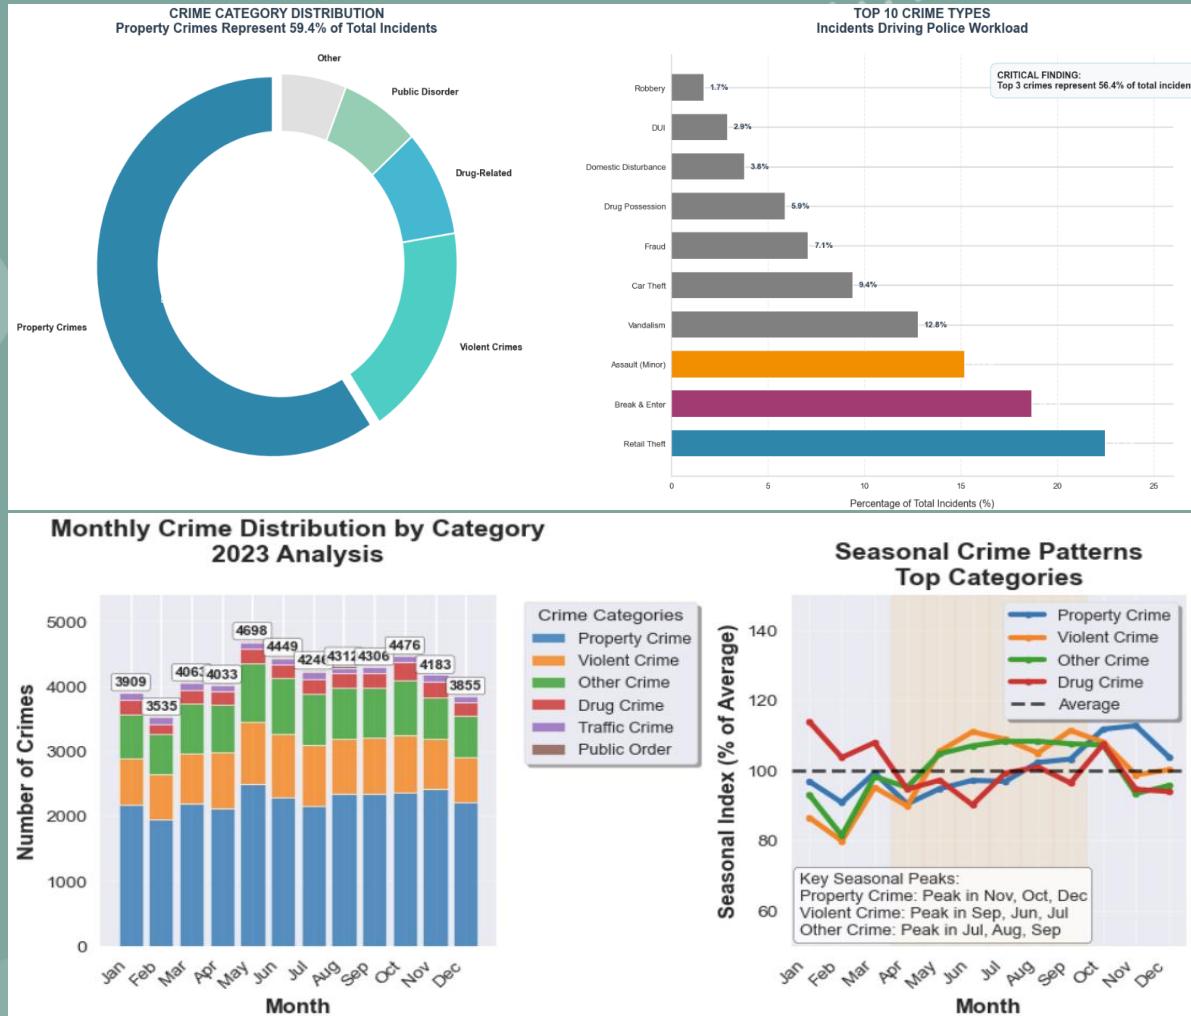 CRIME CATEGORY DISTRIBUTION
Property Crimes Represent 59.4% of Total Incidents
Other
Public Disorder
Drug-Related
Violent Crimes
Property Crimes
TOP 10 CRIME TYPES
Incidents Driving Police Workload
CRITICAL FINDING:
Top 3 crimes represent 56.4% of total
Robbery
1.7%
DUI
2.9%
Domestic Disturbance
3.8%
Drug Possession
5.9%
Fraud
7.1%
Car Theft
9.4%
Vandalism
12.8%
Assault (Minor)
Break & Enter
Retail Theft
0 5 10 15 20 25
Percentage of Total Incidents (%)
Monthly Crime Distribution by Category
2023 Analysis
Number of Crimes
5000
4000
3000
2000
1000
0
3909 3535 4063 4033 4698 4449 4312 4306 4476 4183 3855
Jan Feb Mar Apr May Jun Jul Aug Sep Oct Nov Dec
Month
Crime Categories
Property Crime
Violent Crime
Other Crime
Drug Crime
Traffic Crime
Public Order
Seasonal Crime Patterns
Top Categories
Seasonal Index (% of Average)
140
120
100
80
60
Property Crime
Violent Crime
Other Crime
Drug Crime
Average
Key Seasonal Peaks:
Property Crime: Peak in Nov, Oct, Dec
Violent Crime: Peak in Sep, Jun, Jul
Other Crime: Peak in Jul, Aug, Sep
Jan Feb Mar Apr May Jun Jul Aug Sep Oct Nov Dec
Month